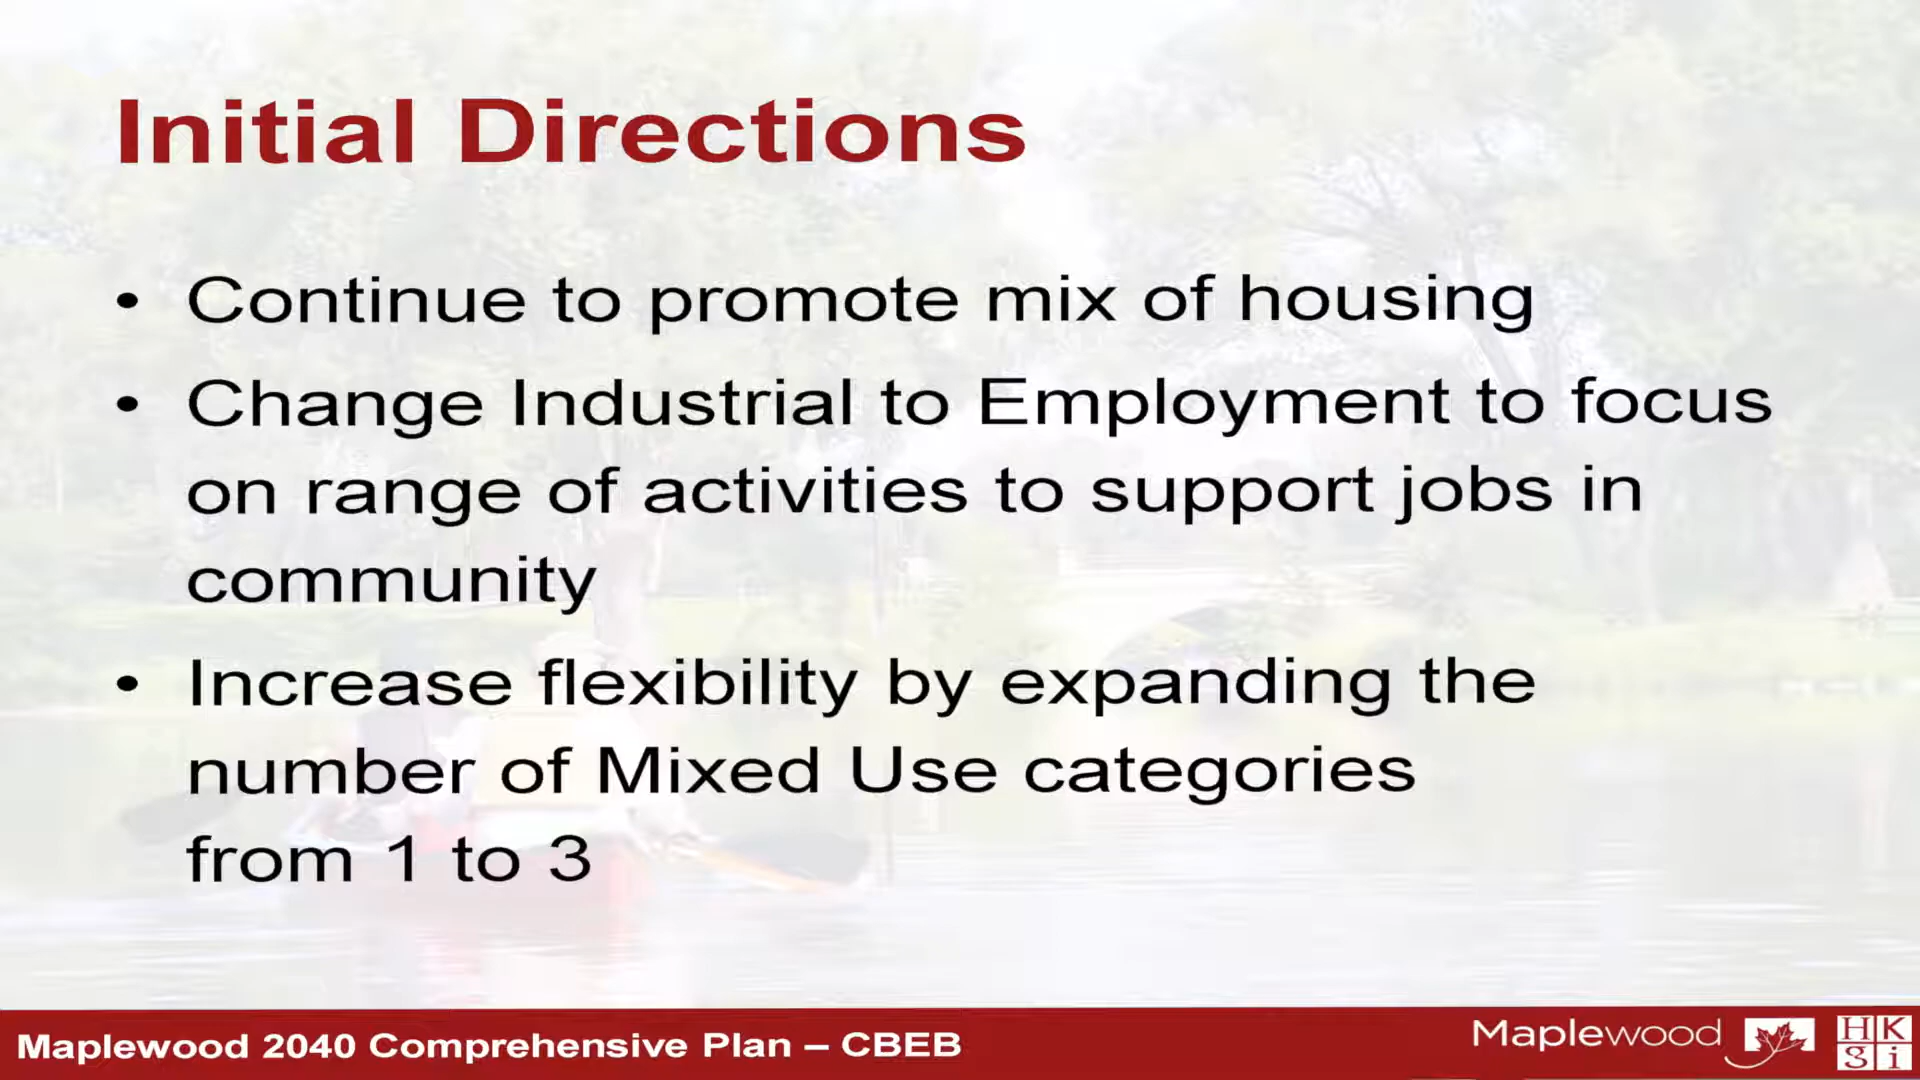 Initial Directions
• Continue to promote mix of housing
• Change Industrial to Employment to focus
on range of activities to support jobs in
community
• Increase flexibility by expanding the
number of Mixed Use categories
from 1 to 3
Maplewood 2040 Comprehensive Plan – CBEB
Maplewood
HK
gi